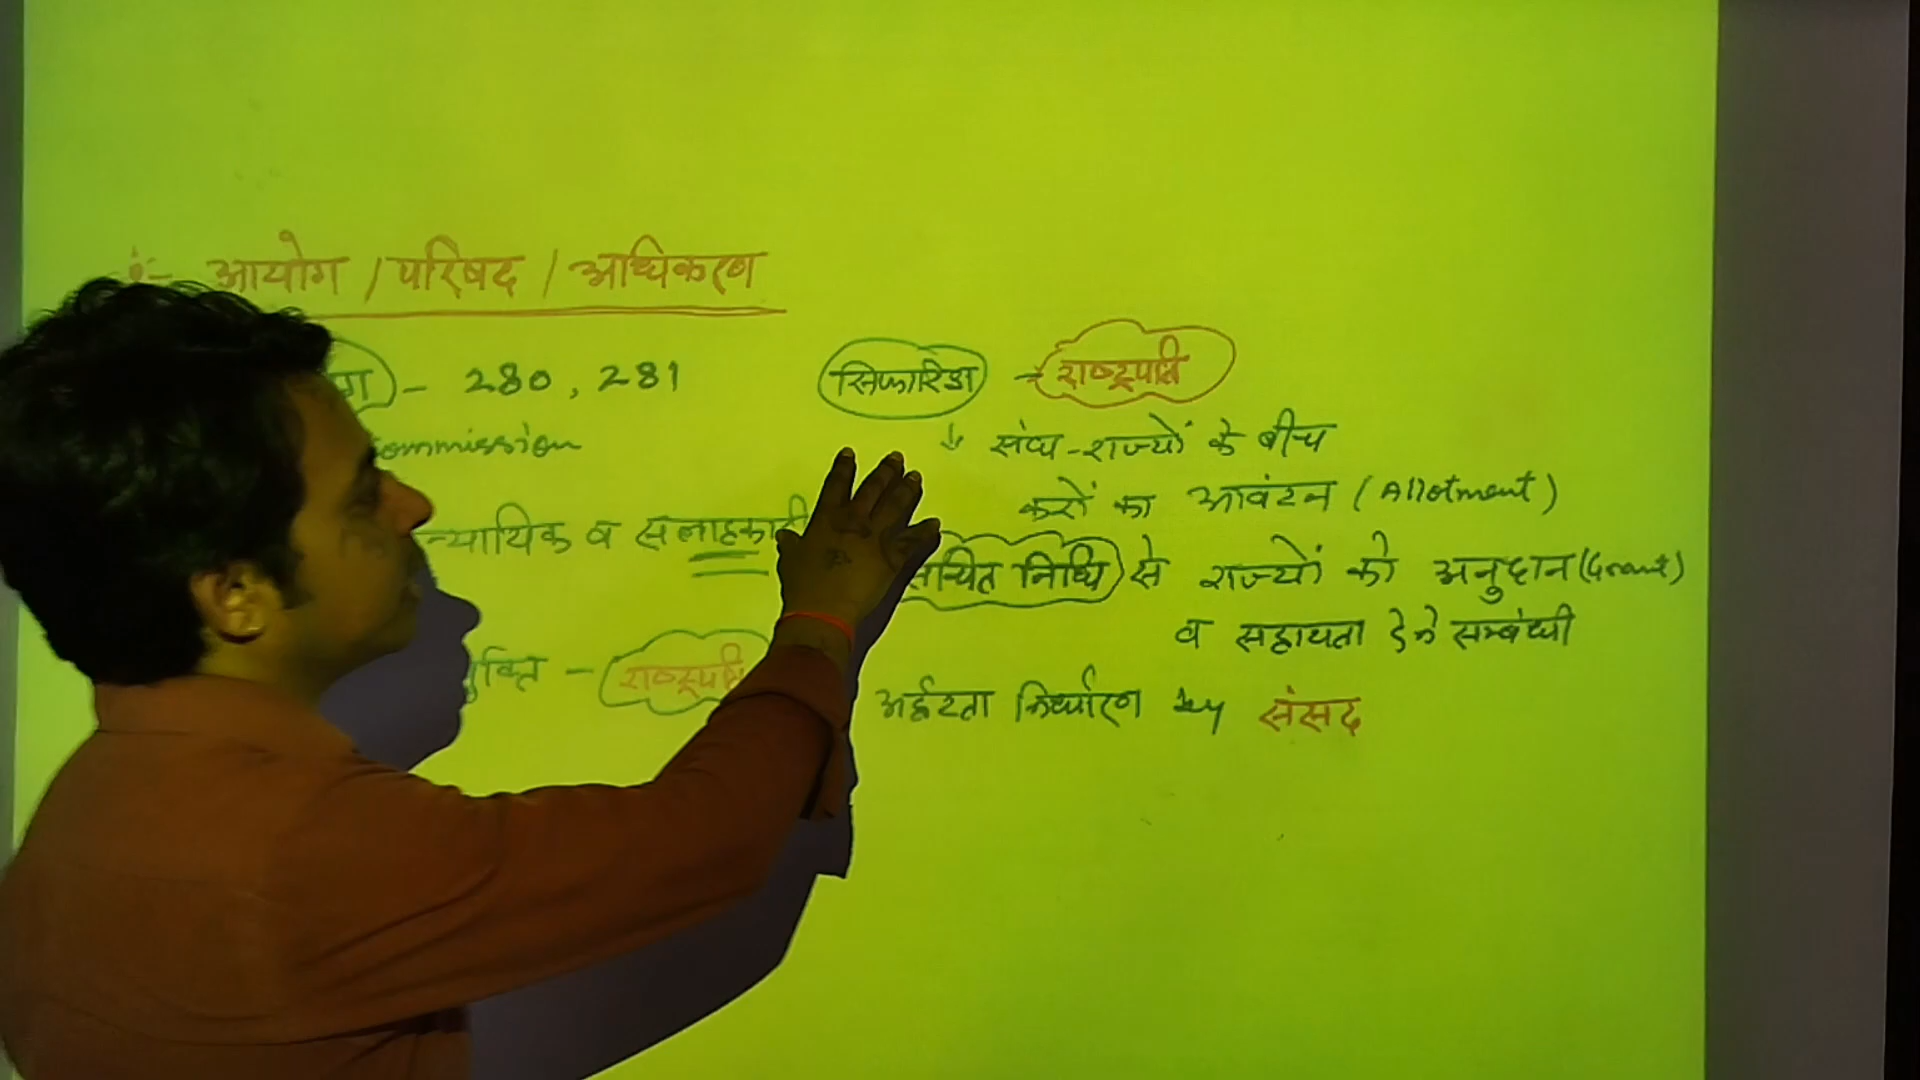 आयोग / परिषद / अधिकरण
ग - 280, 281
commission
न्यायिक व सलाहकारी
युक्ति - राष्ट्रपति
सिफारिश → राष्ट्रपति
↓ संघ-राज्यों के बीच
करों का आवंटन (Allotment)
संचित निधि से राज्यों को अनुदान (Grant)
व सहायता देने सम्बंधी
अर्हरता निर्धारण by संसद